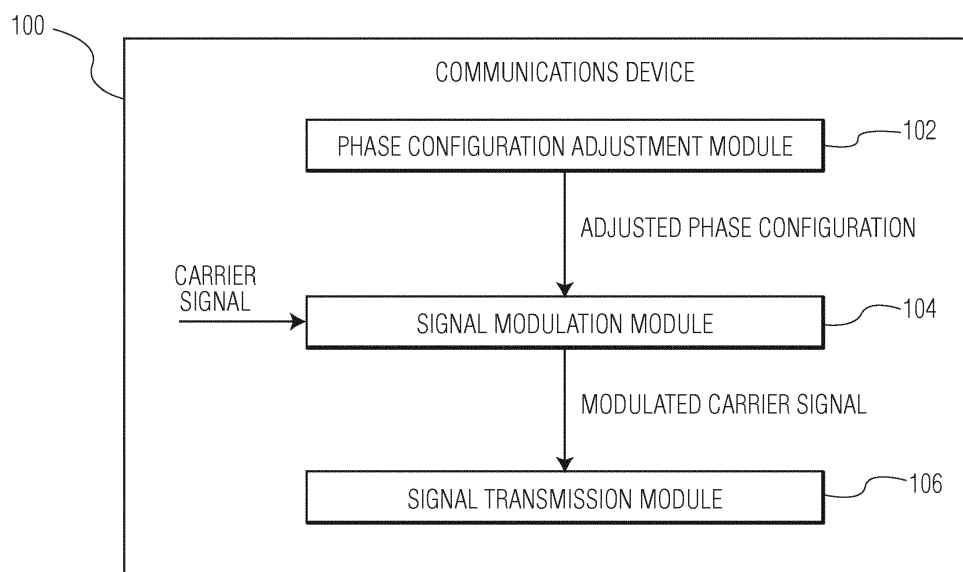 100
COMMUNICATIONS DEVICE
PHASE CONFIGURATION ADJUSTMENT MODULE
102
ADJUSTED PHASE CONFIGURATION
CARRIER
SIGNAL
SIGNAL MODULATION MODULE
104
MODULATED CARRIER SIGNAL
SIGNAL TRANSMISSION MODULE
106